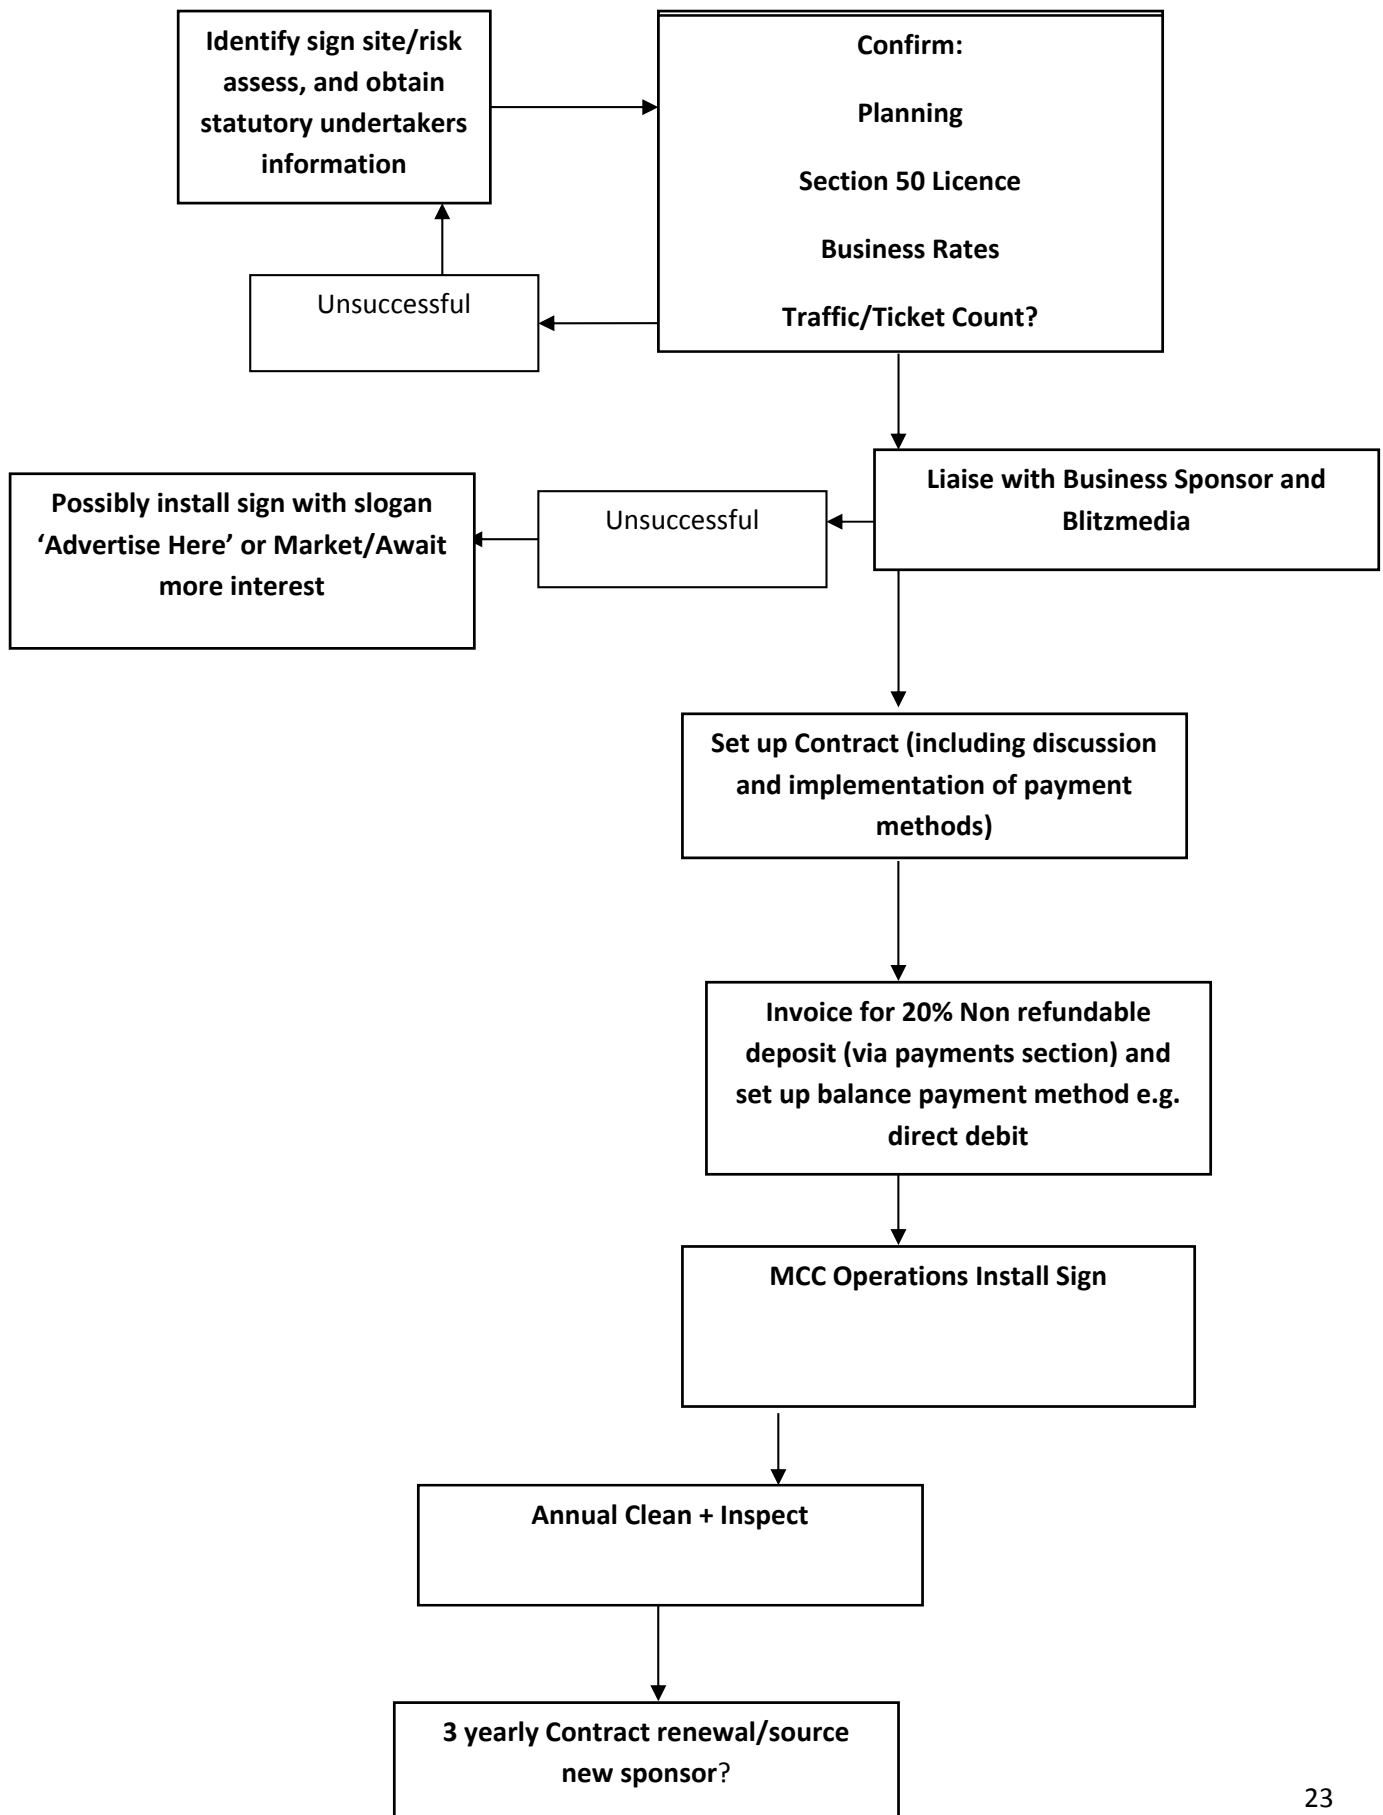 Identify sign site/risk
assess, and obtain
statutory undertakers
information
Confirm:
Planning
Section 50 Licence
Business Rates
Traffic/Ticket Count?
Unsuccessful
Liaise with Business Sponsor and
Blitzmedia
Unsuccessful
Possibly install sign with slogan
‘Advertise Here’ or Market/Await
more interest
Set up Contract (including discussion
and implementation of payment
methods)
Invoice for 20% Non refundable
deposit (via payments section) and
set up balance payment method e.g.
direct debit
MCC Operations Install Sign
Annual Clean + Inspect
3 yearly Contract renewal/source
new sponsor?
23